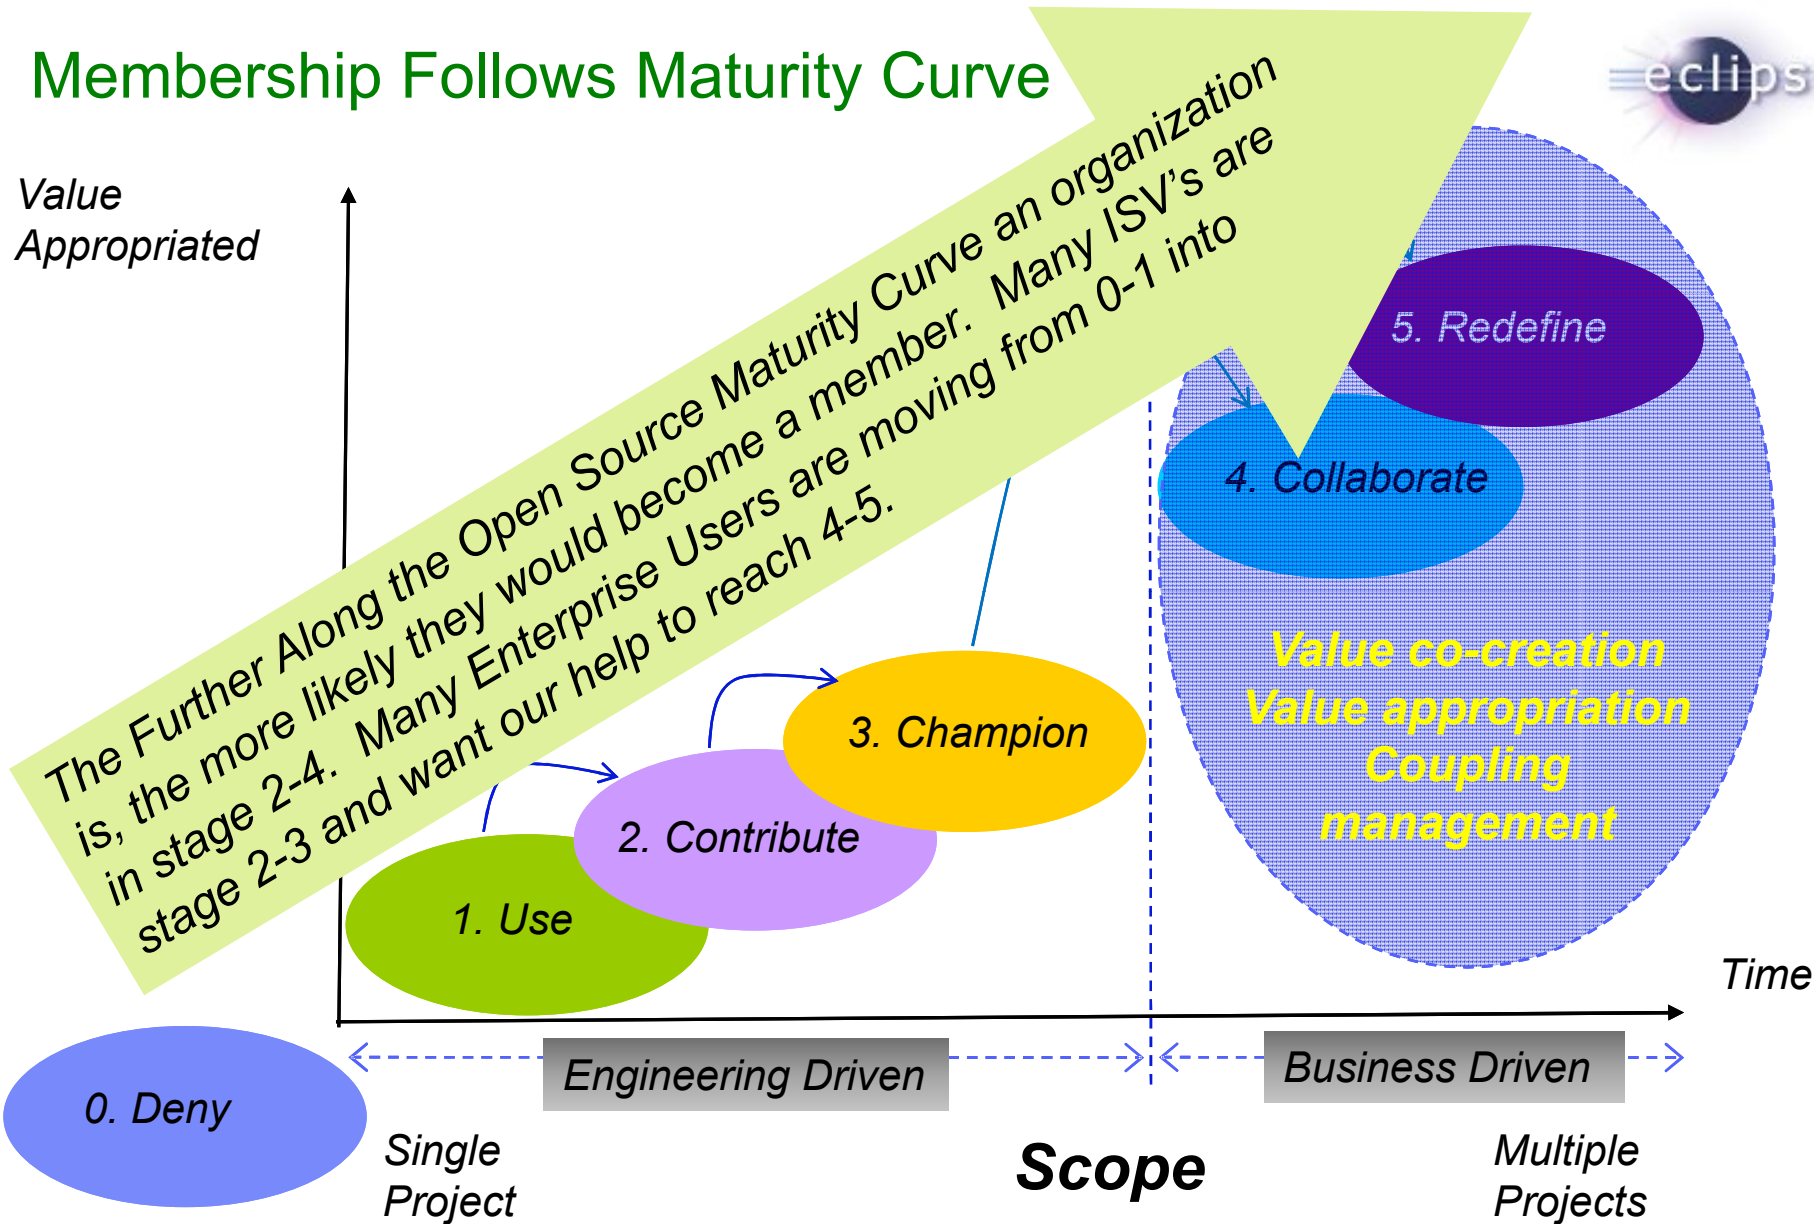 Membership Follows Maturity Curve
eclips
Value
Appropriated
The Further Along the Open Source Maturity Curve an organization
is, the more likely they would become a member. Many ISV's are
in stage 2-4. Many Enterprise Users are moving from 0-1 into
stage 2-3 and want our help to reach 4-5.
5. Redefine
4. Collaborate
Value co-creation
Value appropriation
Coupling
management
3. Champion
2. Contribute
1. Use
Time
0. Deny
Engineering Driven
Business Driven
Single
Project
Scope
Multiple
Projects